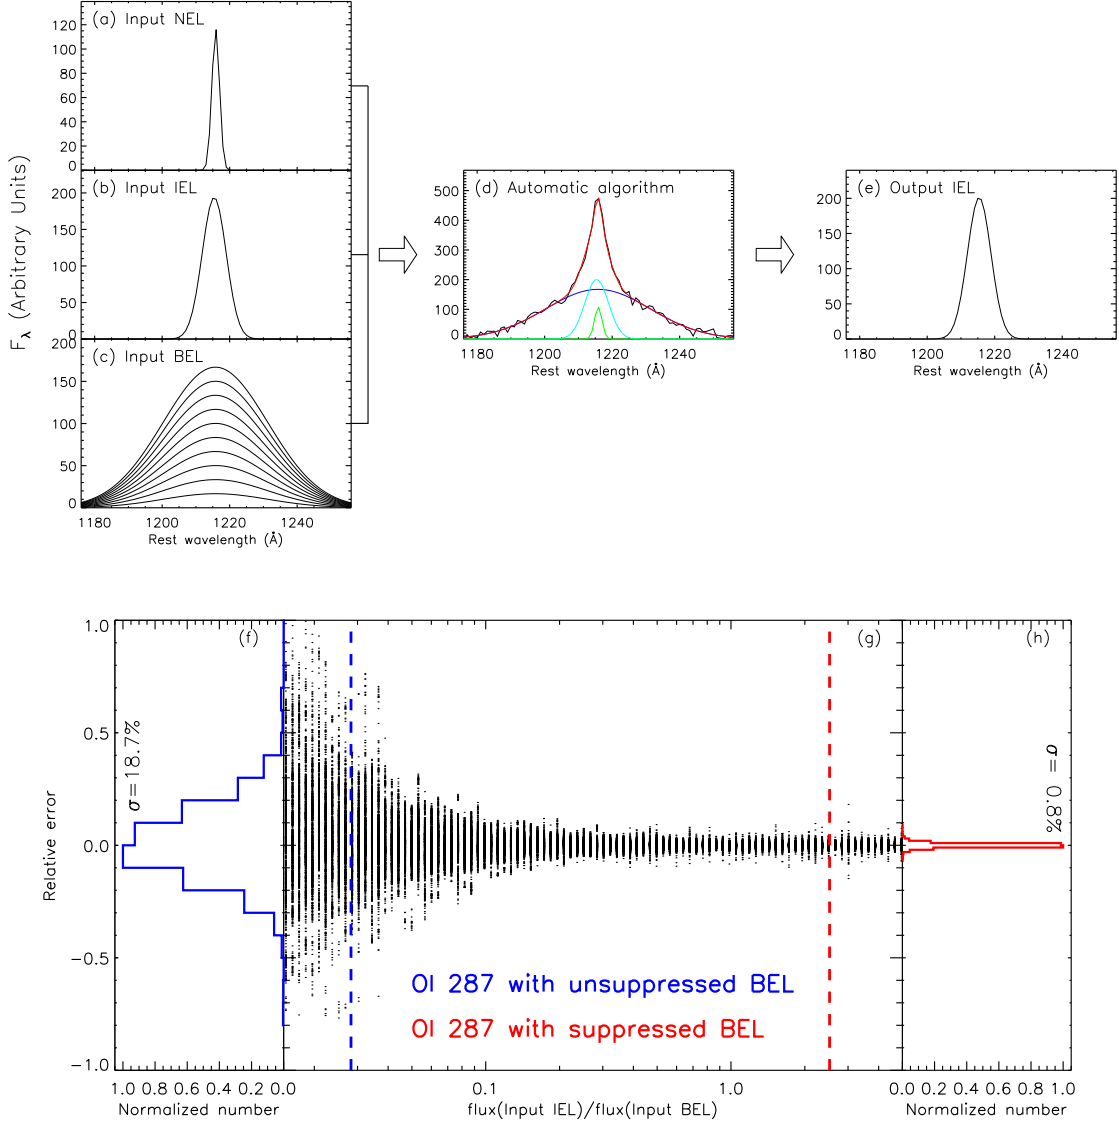 (a) Input NEL
120
100
80
60
40
20
0
(b) Input IEL
200
150
100
50
0
(c) Input BEL
200
150
100
50
0
1180 1200 1220 1240
Rest wavelength (Å)
Fλ (Arbitrary Units)
(d) Automatic algorithm
500
400
300
200
100
0
1180 1200 1220 1240
Rest wavelength (Å)
(e) Output IEL
200
150
100
50
0
1180 1200 1220 1240
Rest wavelength (Å)
(f)
(g)
(h)
1.0
0.5
0.0
−0.5
−1.0
Relative error
σ=18.7%
σ= 0.8%
OI 287 with unsuppressed BEL
OI 287 with suppressed BEL
1.0 0.8 0.6 0.4 0.2 0.0
Normalized number
0.1 1.0
flux(Input IEL)/flux(Input BEL)
0.0 0.2 0.4 0.6 0.8 1.0
Normalized number